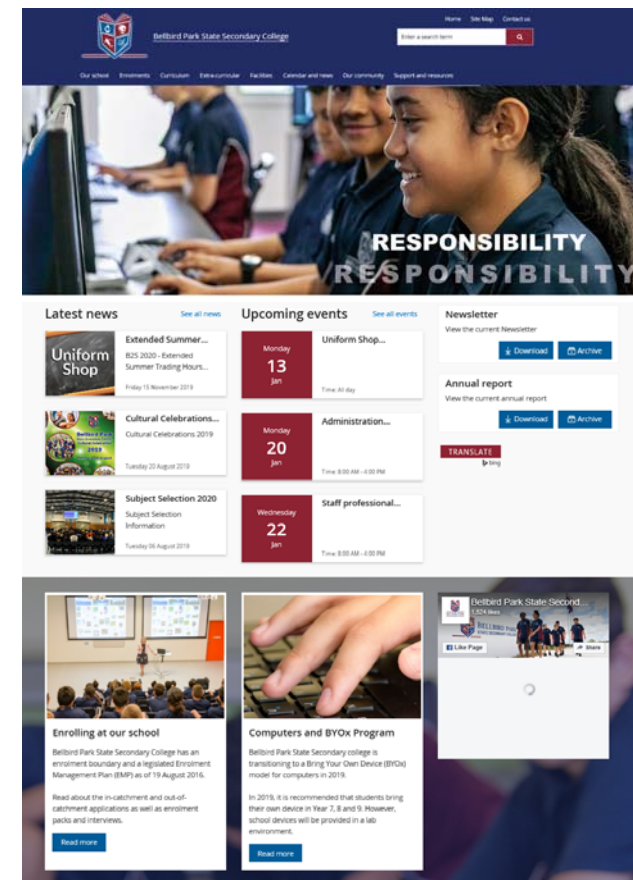 Home Site Map Contact us
Bellbird Park State Secondary College
Enter a search term
Our school Enrolments Curriculum Extra-curricular Facilities Calendar and news Our community Support and resources
RESPONSIBILITY
RESPONSIBILITY
Latest news
See all news
Uniform
Shop
Extended Summer...
B2S 2020 - Extended
Summer Trading Hours...
Friday 15 November 2019
Bellbird Park
2019
Cultural Celebrations...
Cultural Celebrations 2019
Tuesday 20 August 2019
Subject Selection 2020
Subject Selection
Information
Tuesday 06 August 2019
Upcoming events
See all events
Monday
13
Jan
Uniform Shop...
Time: All day
Monday
20
Jan
Administration...
Time: 8:00 AM - 4:00 PM
Wednesday
22
Jan
Staff professional...
Time: 8:00 AM - 4:00 PM
Newsletter
View the current Newsletter
Download Archive
Annual report
View the current annual report
Download Archive
TRANSLATE
bing
Enrolling at our school
Bellbird Park State Secondary College has an
enrolment boundary and a legislated Enrolment
Management Plan (EMP) as of 19 August 2016.
Read about the in-catchment and out-of-
catchment applications as well as enrolment
packs and interviews.
Read more
Computers and BYOx Program
Bellbird Park State Secondary college is
transitioning to a Bring Your Own Device (BYOx)
model for computers in 2019.
In 2019, it is recommended that students bring
their own device in Year 7, 8 and 9. However,
school devices will be provided in a lab
environment.
Read more
Bellbird Park State Second...
1,524 likes
BELLBIRD PARK
STATE SECONDARY COLLEGE
Like Page
Share